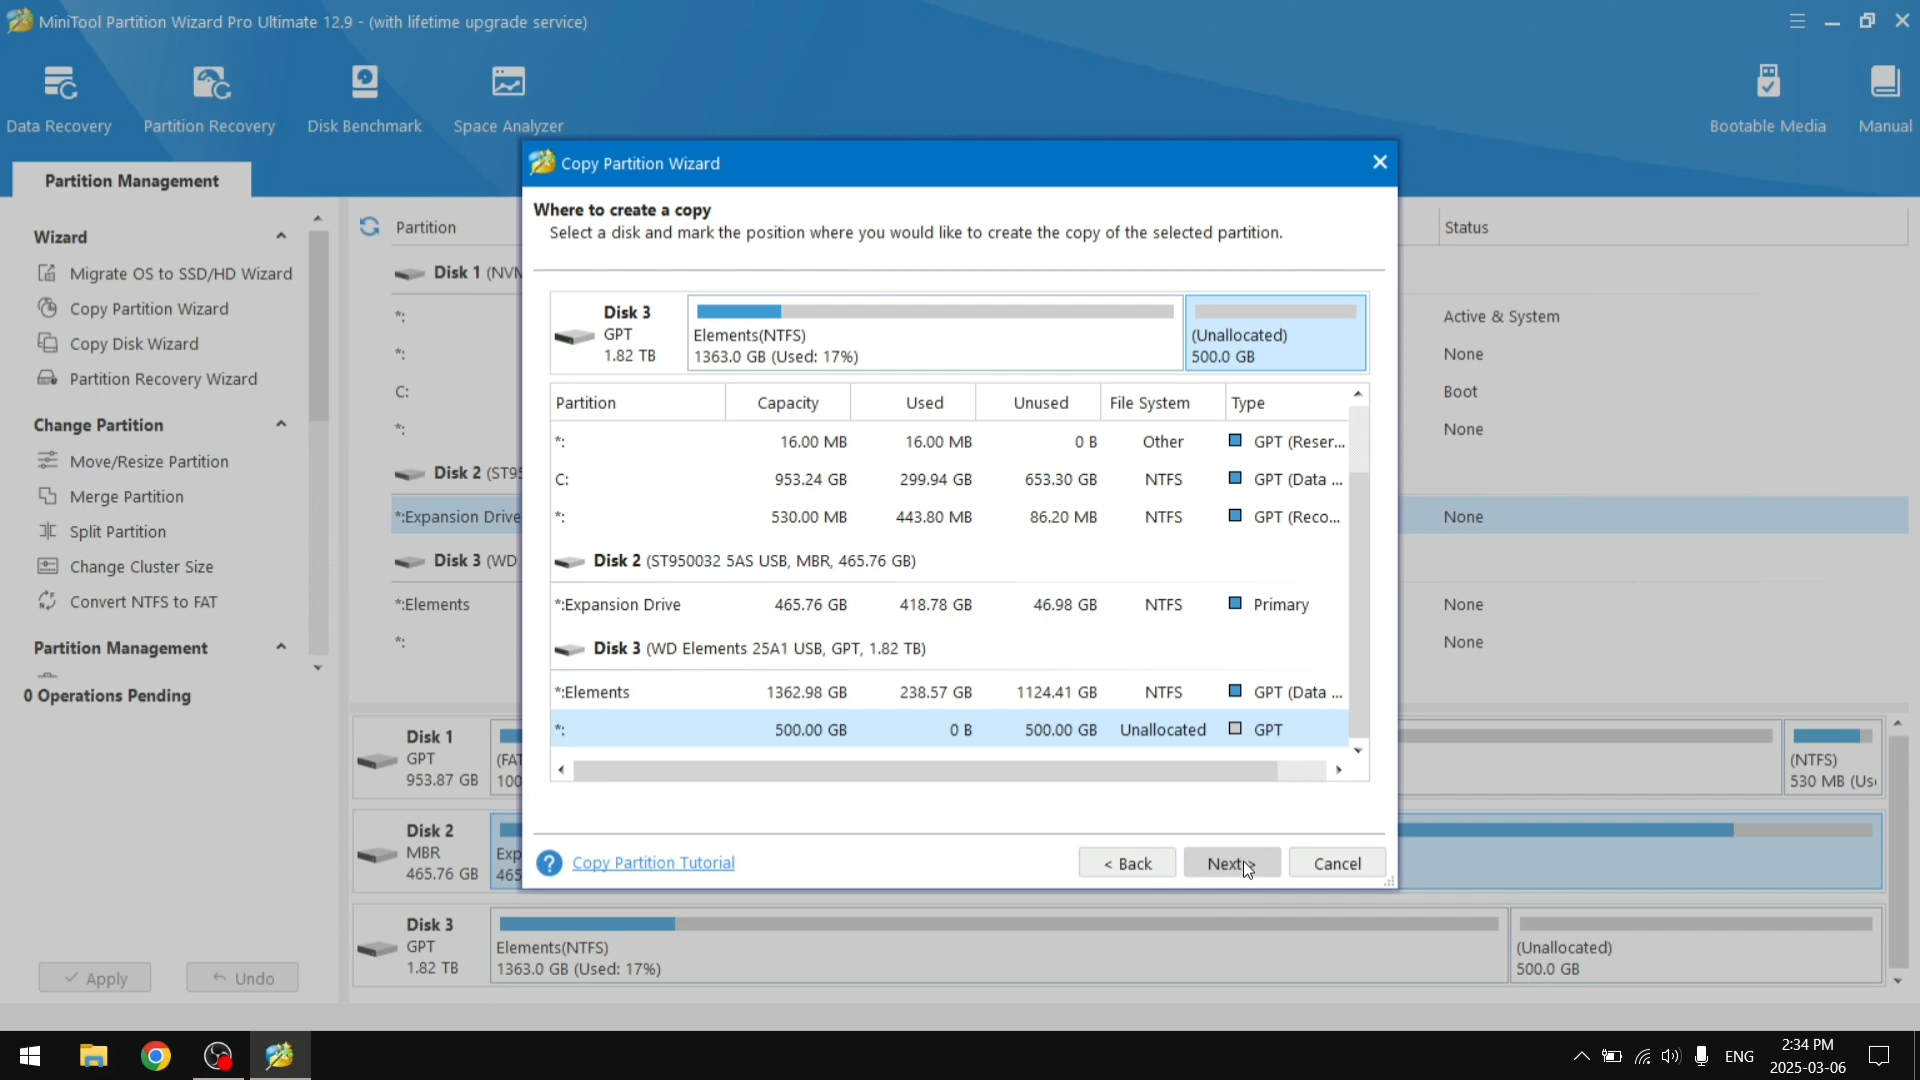 MiniTool Partition Wizard Pro Ultimate 12.9 - (with lifetime upgrade service)
Data Recovery
Partition Recovery
Disk Benchmark
Space Analyzer
Bootable Media
Manual
Partition Management
Wizard
Migrate OS to SSD/HD Wizard
Copy Partition Wizard
Copy Disk Wizard
Partition Recovery Wizard
Change Partition
Move/Resize Partition
Merge Partition
Split Partition
Change Cluster Size
Convert NTFS to FAT
Partition Management
0 Operations Pending
Apply
Undo
Partition
Status
Disk 1 (NVM
*:
Active & System
*:
None
C:
Boot
*:
None
Disk 2 (ST95
*:Expansion Drive
None
Disk 3 (WD
*:Elements
None
*:
None
Disk 1
GPT
953.87 GB
(FAT
100
(NTFS)
530 MB (Us
Disk 2
MBR
465.76 GB
Exp
465
Disk 3
GPT
1.82 TB
Elements(NTFS)
1363.0 GB (Used: 17%)
(Unallocated)
500.0 GB
Copy Partition Wizard
Where to create a copy
Select a disk and mark the position where you would like to create the copy of the selected partition.
Disk 3
GPT
1.82 TB
Elements(NTFS)
1363.0 GB (Used: 17%)
(Unallocated)
500.0 GB
Partition Capacity Used Unused File System Type
*: 16.00 MB 16.00 MB 0 B Other GPT (Reser...
C: 953.24 GB 299.94 GB 653.30 GB NTFS GPT (Data ...
*: 530.00 MB 443.80 MB 86.20 MB NTFS GPT (Reco...
Disk 2 (ST950032 5AS USB, MBR, 465.76 GB)
*:Expansion Drive 465.76 GB 418.78 GB 46.98 GB NTFS Primary
Disk 3 (WD Elements 25A1 USB, GPT, 1.82 TB)
*:Elements 1362.98 GB 238.57 GB 1124.41 GB NTFS GPT (Data ...
*: 500.00 GB 0 B 500.00 GB Unallocated GPT
Copy Partition Tutorial
< Back
Next >
Cancel
ENG
2:34 PM
2025-03-06